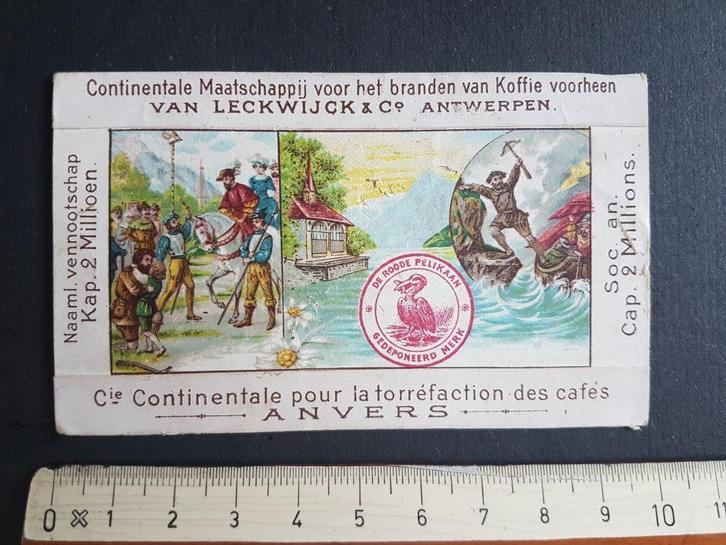 Continentale Maatschappij voor het branden van Koffie voorheen
VAN LECKWIJCK & Cº ANTWERPEN.
Naaml. vennootschap
Kap. 2 Millioen.
DE ROODE PELIKAAN
GEDEPONEERD MERK
Soc. an.
Cap. 2 Millions.
Cie Continentale pour la torréfaction des cafés
ANVERS
0 1 2 3 4 5 6 7 8 9 10 11